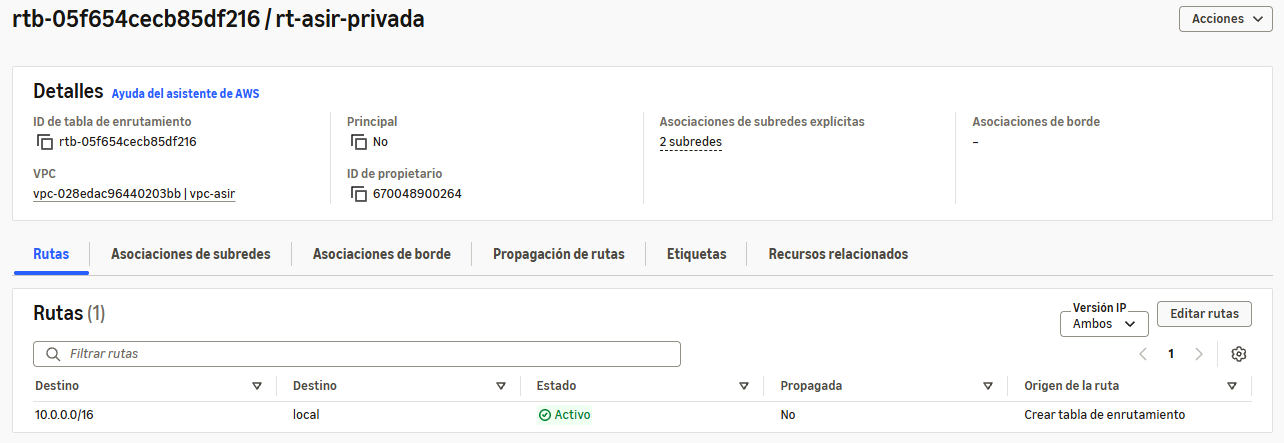 rtb-05f654cecb85df216 / rt-asir-privada
Acciones
Detalles Ayuda del asistente de AWS
ID de tabla de enrutamiento
rtb-05f654cecb85df216
Principal
No
Asociaciones de subredes explícitas
2 subredes
Asociaciones de borde
–
VPC
vpc-028edac96440203bb | vpc-asir
ID de propietario
670048900264
Rutas Asociaciones de subredes Asociaciones de borde Propagación de rutas Etiquetas Recursos relacionados
Rutas (1)
Versión IP
Ambos
Editar rutas
Filtrar rutas
1
Destino Destino Estado Propagada Origen de la ruta
10.0.0.0/16 local Activo No Crear tabla de enrutamiento